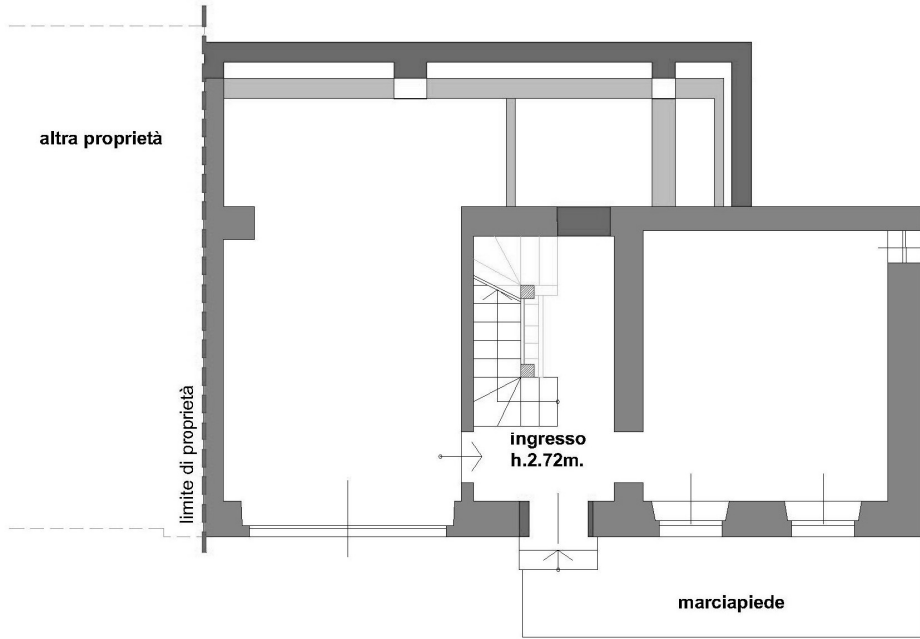 altra proprietà
limite di proprietà
ingresso
h.2.72m.
marciapiede